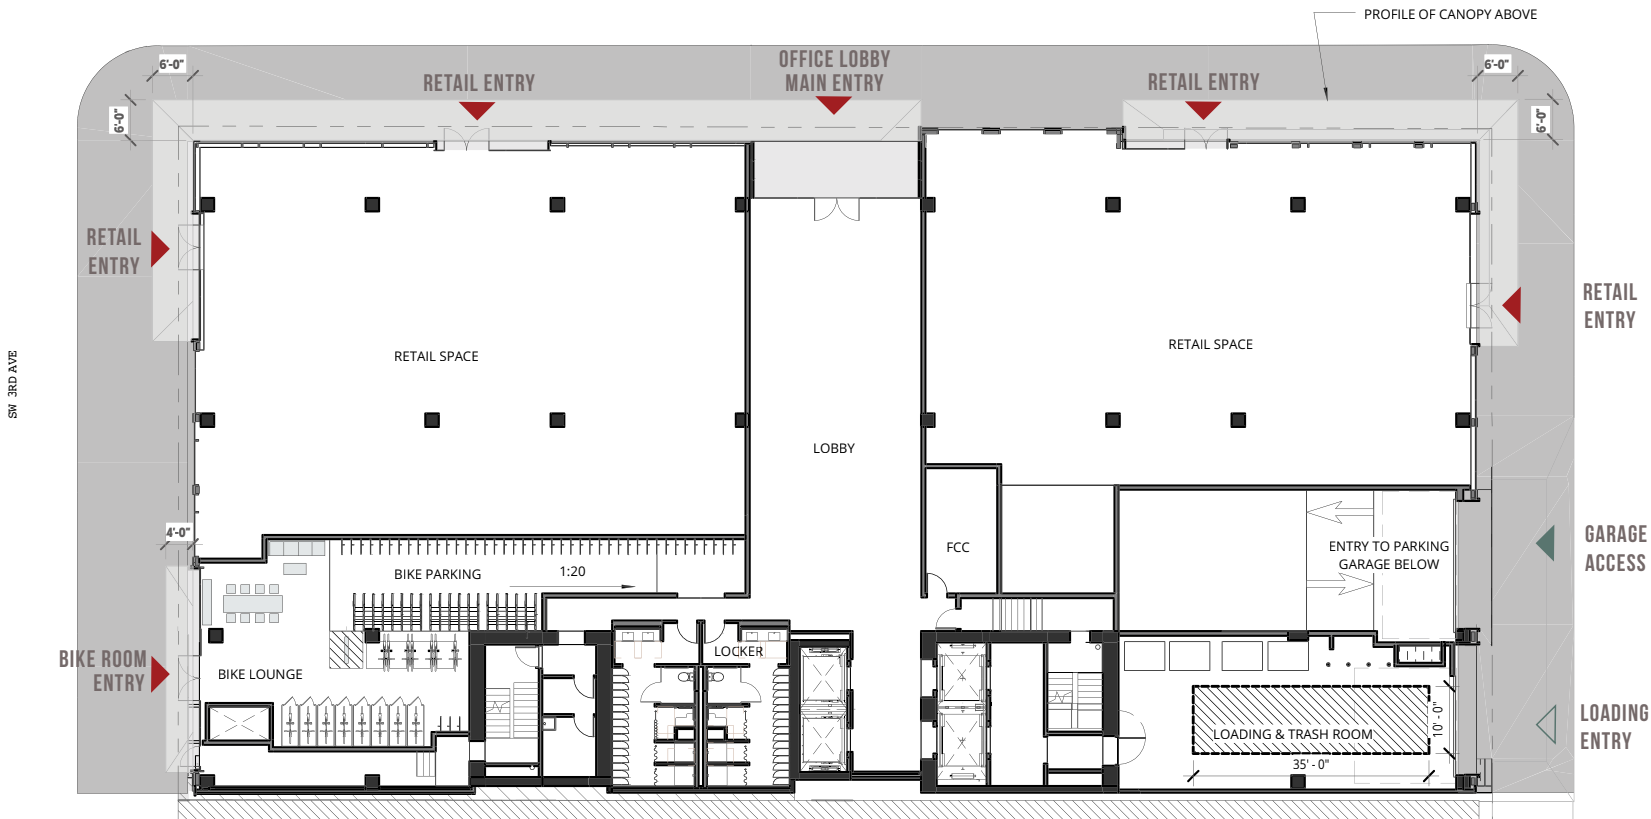 PROFILE OF CANOPY ABOVE
6'-0"
6'-0"
RETAIL ENTRY
OFFICE LOBBY
MAIN ENTRY
RETAIL ENTRY
6'-0"
6'-0"
RETAIL
ENTRY
RETAIL
ENTRY
SW 3RD AVE
RETAIL SPACE
RETAIL SPACE
LOBBY
4'-0"
FCC
ENTRY TO PARKING
GARAGE BELOW
GARAGE
ACCESS
BIKE PARKING
1:20
BIKE ROOM
ENTRY
BIKE LOUNGE
LOCKER
LOADING & TRASH ROOM
10' - 0"
35' - 0"
LOADING
ENTRY